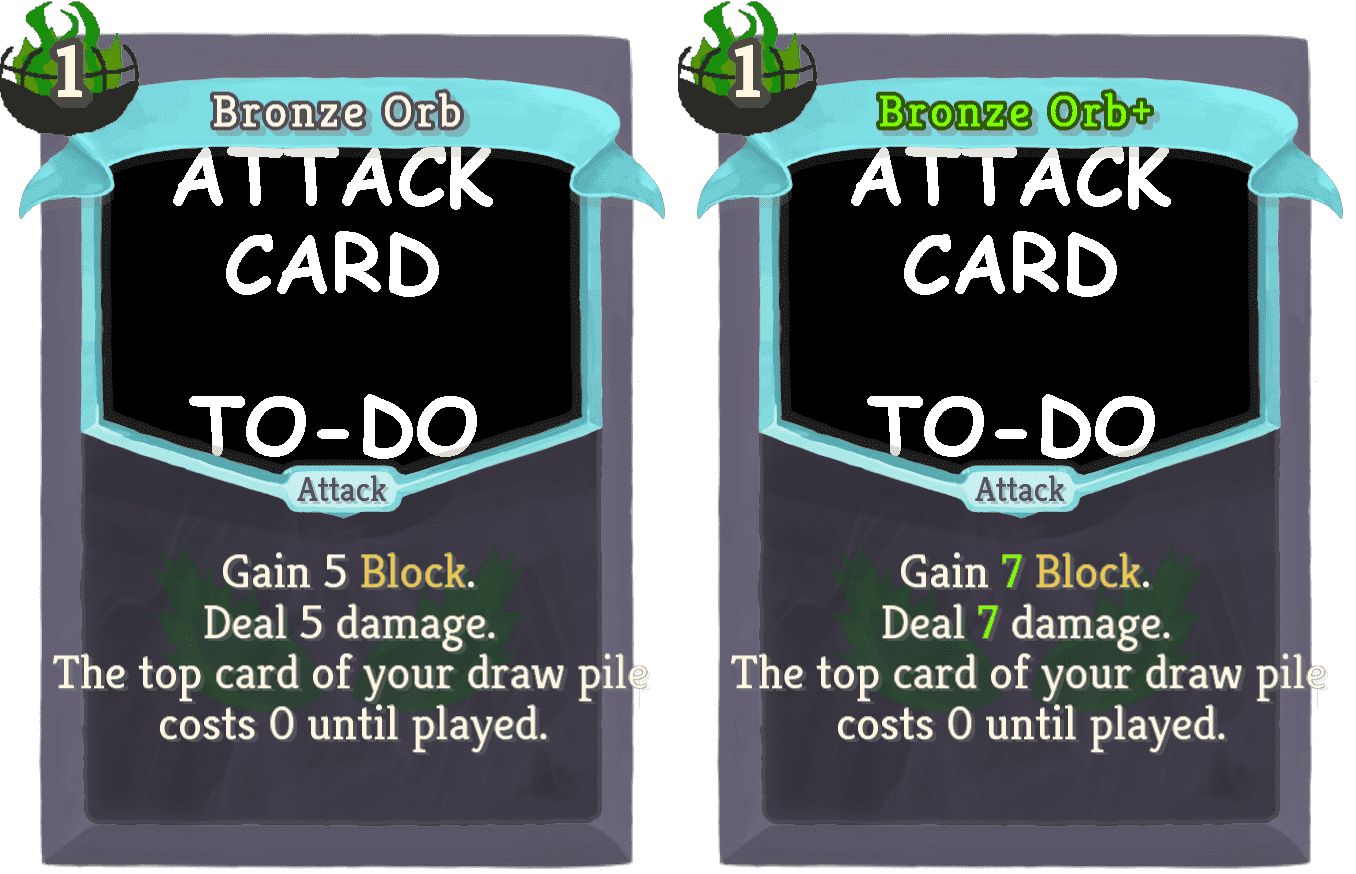 1
Bronze Orb
ATTACK
CARD
TO-DO
Attack
Gain 5 Block.
Deal 5 damage.
The top card of your draw pile
costs 0 until played.
1
Bronze Orb+
ATTACK
CARD
TO-DO
Attack
Gain 7 Block.
Deal 7 damage.
The top card of your draw pile
costs 0 until played.